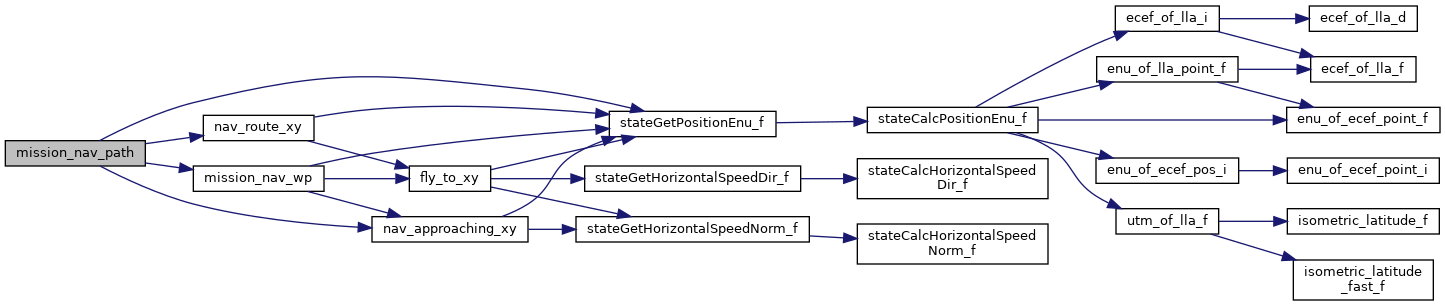 mission_nav_path
nav_route_xy
mission_nav_wp
fly_to_xy
nav_approaching_xy
stateGetPositionEnu_f
stateGetHorizontalSpeedDir_f
stateGetHorizontalSpeedNorm_f
stateCalcPositionEnu_f
stateCalcHorizontalSpeed
Dir_f
stateCalcHorizontalSpeed
Norm_f
ecef_of_lla_i
enu_of_lla_point_f
enu_of_ecef_pos_i
utm_of_lla_f
ecef_of_lla_d
ecef_of_lla_f
enu_of_ecef_point_f
enu_of_ecef_point_i
isometric_latitude_f
isometric_latitude
_fast_f